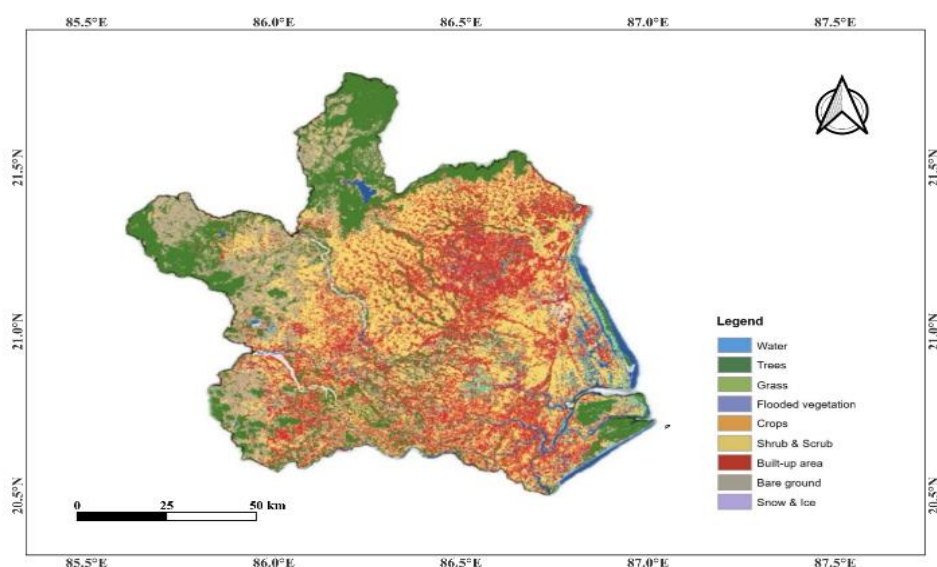 85.5°E 86.0°E 86.5°E 87.0°E 87.5°E
21.5°N 21.5°N
21.0°N 21.0°N
20.5°N 20.5°N
Legend
Water
Trees
Grass
Flooded vegetation
Crops
Shrub & Scrub
Built-up area
Bare ground
Snow & Ice
0 25 50 km
85.5°E 86.0°E 86.5°E 87.0°E 87.5°E